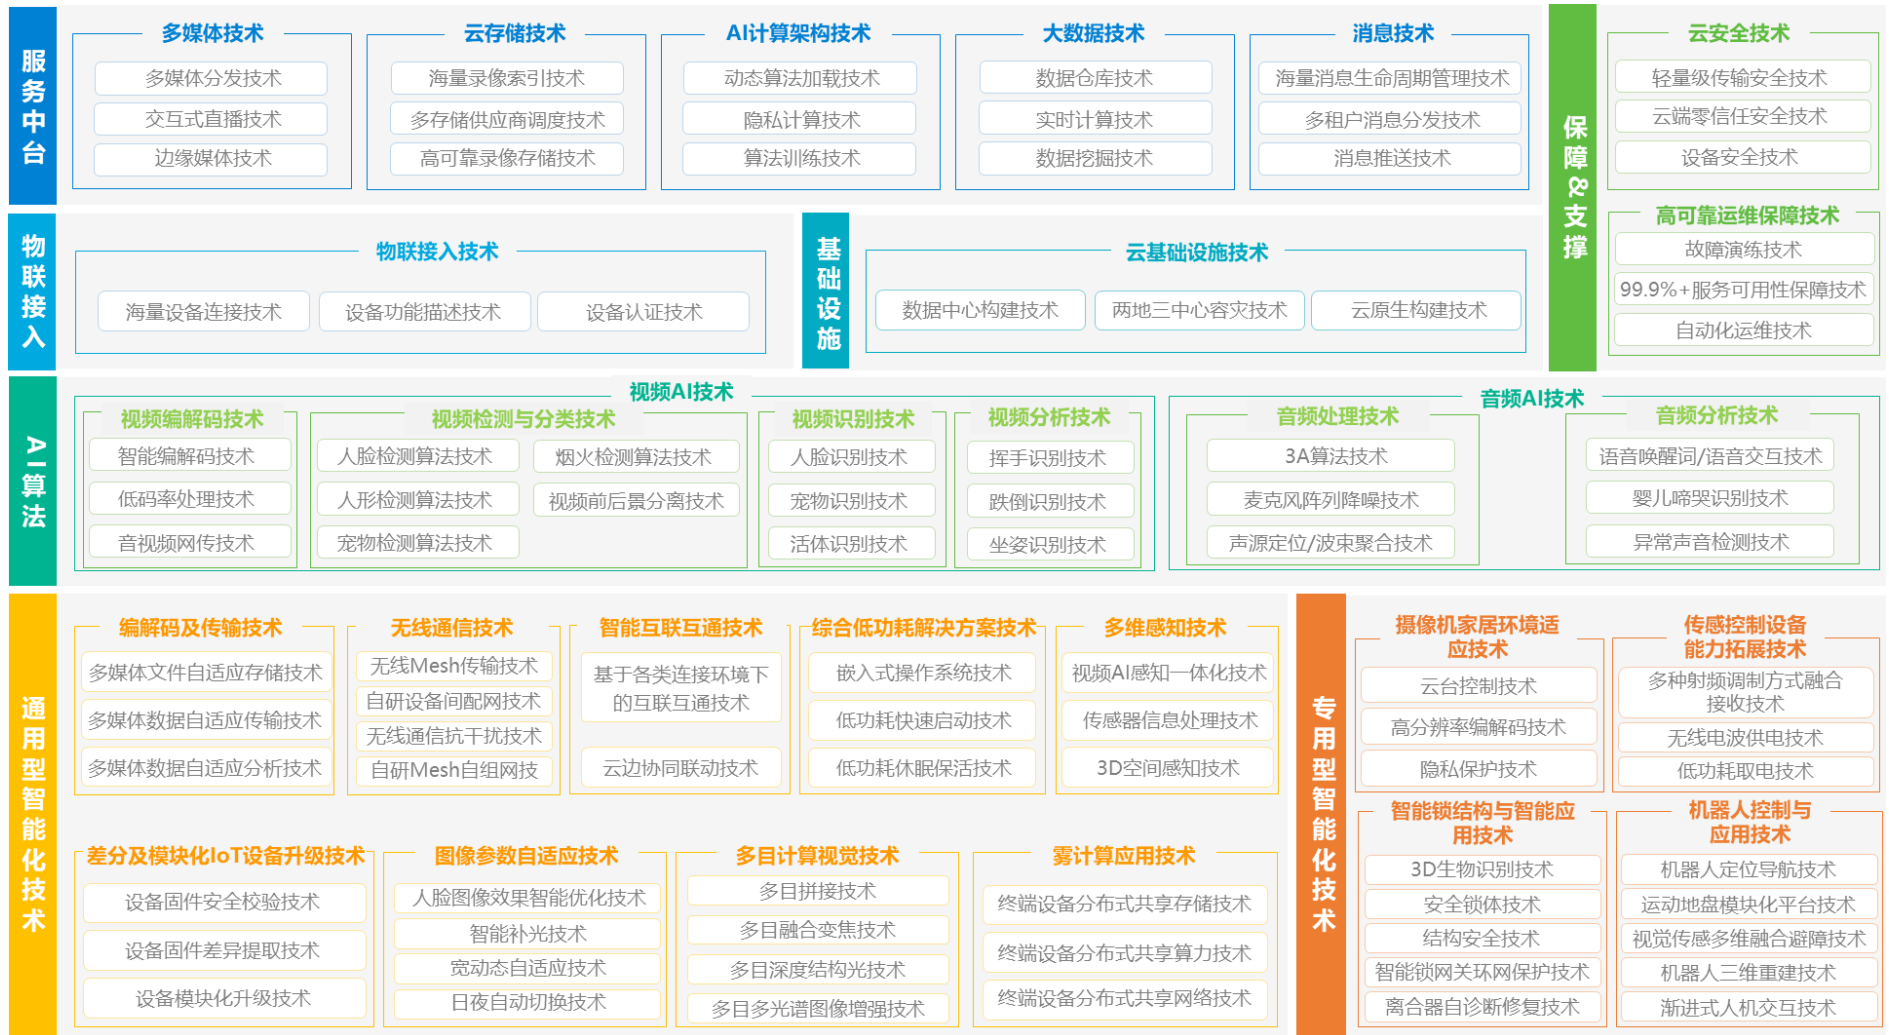 服务中台
多媒体技术
多媒体分发技术
交互式直播技术
边缘媒体技术
云存储技术
海量录像索引技术
多存储供应商调度技术
高可靠录像存储技术
AI计算架构技术
动态算法加载技术
隐私计算技术
算法训练技术
大数据技术
数据仓库技术
实时计算技术
数据挖掘技术
消息技术
海量消息生命周期管理技术
多租户消息分发技术
消息推送技术
保障&支撑
云安全技术
轻量级传输安全技术
云端零信任安全技术
设备安全技术
高可靠运维保障技术
故障演练技术
99.9%+服务可用性保障技术
自动化运维技术
物联接入
物联接入技术
海量设备连接技术
设备功能描述技术
设备认证技术
基础设施
云基础设施技术
数据中心构建技术
两地三中心容灾技术
云原生构建技术
AI算法
视频AI技术
视频编解码技术
智能编解码技术
低码率处理技术
音视频网传技术
视频检测与分类技术
人脸检测算法技术
烟火检测算法技术
人形检测算法技术
视频前后景分离技术
宠物检测算法技术
视频识别技术
人脸识别技术
宠物识别技术
活体识别技术
视频分析技术
挥手识别技术
跌倒识别技术
坐姿识别技术
音频AI技术
音频处理技术
3A算法技术
麦克风阵列降噪技术
声源定位/波束聚合技术
音频分析技术
语音唤醒词/语音交互技术
婴儿啼哭识别技术
异常声音检测技术
通用型智能化技术
编解码及传输技术
多媒体文件自适应存储技术
多媒体数据自适应传输技术
多媒体数据自适应分析技术
无线通信技术
无线Mesh传输技术
自研设备间配网技术
无线通信抗干扰技术
自研Mesh自组网技
智能互联互通技术
基于各类连接环境下
的互联互通技术
云边协同联动技术
综合低功耗解决方案技术
嵌入式操作系统技术
低功耗快速启动技术
低功耗休眠保活技术
多维感知技术
视频AI感知一体化技术
传感器信息处理技术
3D空间感知技术
差分及模块化IoT设备升级技术
设备固件安全校验技术
设备固件差异提取技术
设备模块化升级技术
图像参数自适应技术
人脸图像效果智能优化技术
智能补光技术
宽动态自适应技术
日夜自动切换技术
多目计算视觉技术
多目拼接技术
多目融合变焦技术
多目深度结构光技术
多目多光谱图像增强技术
雾计算应用技术
终端设备分布式共享存储技术
终端设备分布式共享算力技术
终端设备分布式共享网络技术
专用型智能化技术
摄像机家居环境适
应技术
云台控制技术
高分辨率编解码技术
隐私保护技术
传感控制设备
能力拓展技术
多种射频调制方式融合
接收技术
无线电波供电技术
低功耗取电技术
智能锁结构与智能应
用技术
3D生物识别技术
安全锁体技术
结构安全技术
智能锁网关环网保护技术
离合器自诊断修复技术
机器人控制与
应用技术
机器人定位导航技术
运动地盘模块化平台技术
视觉传感多维融合避障技术
机器人三维重建技术
渐进式人机交互技术